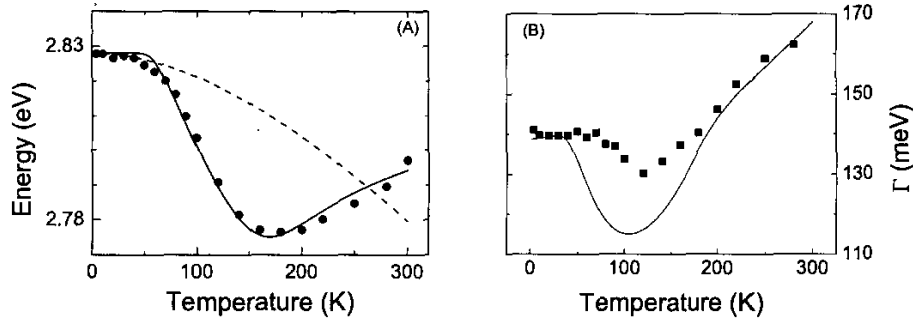 (A)
2.83
2.78
Energy (eV)
0
100
200
300
Temperature (K)
(B)
170
150
130
110
Γ (meV)
0
100
200
300
Temperature (K)